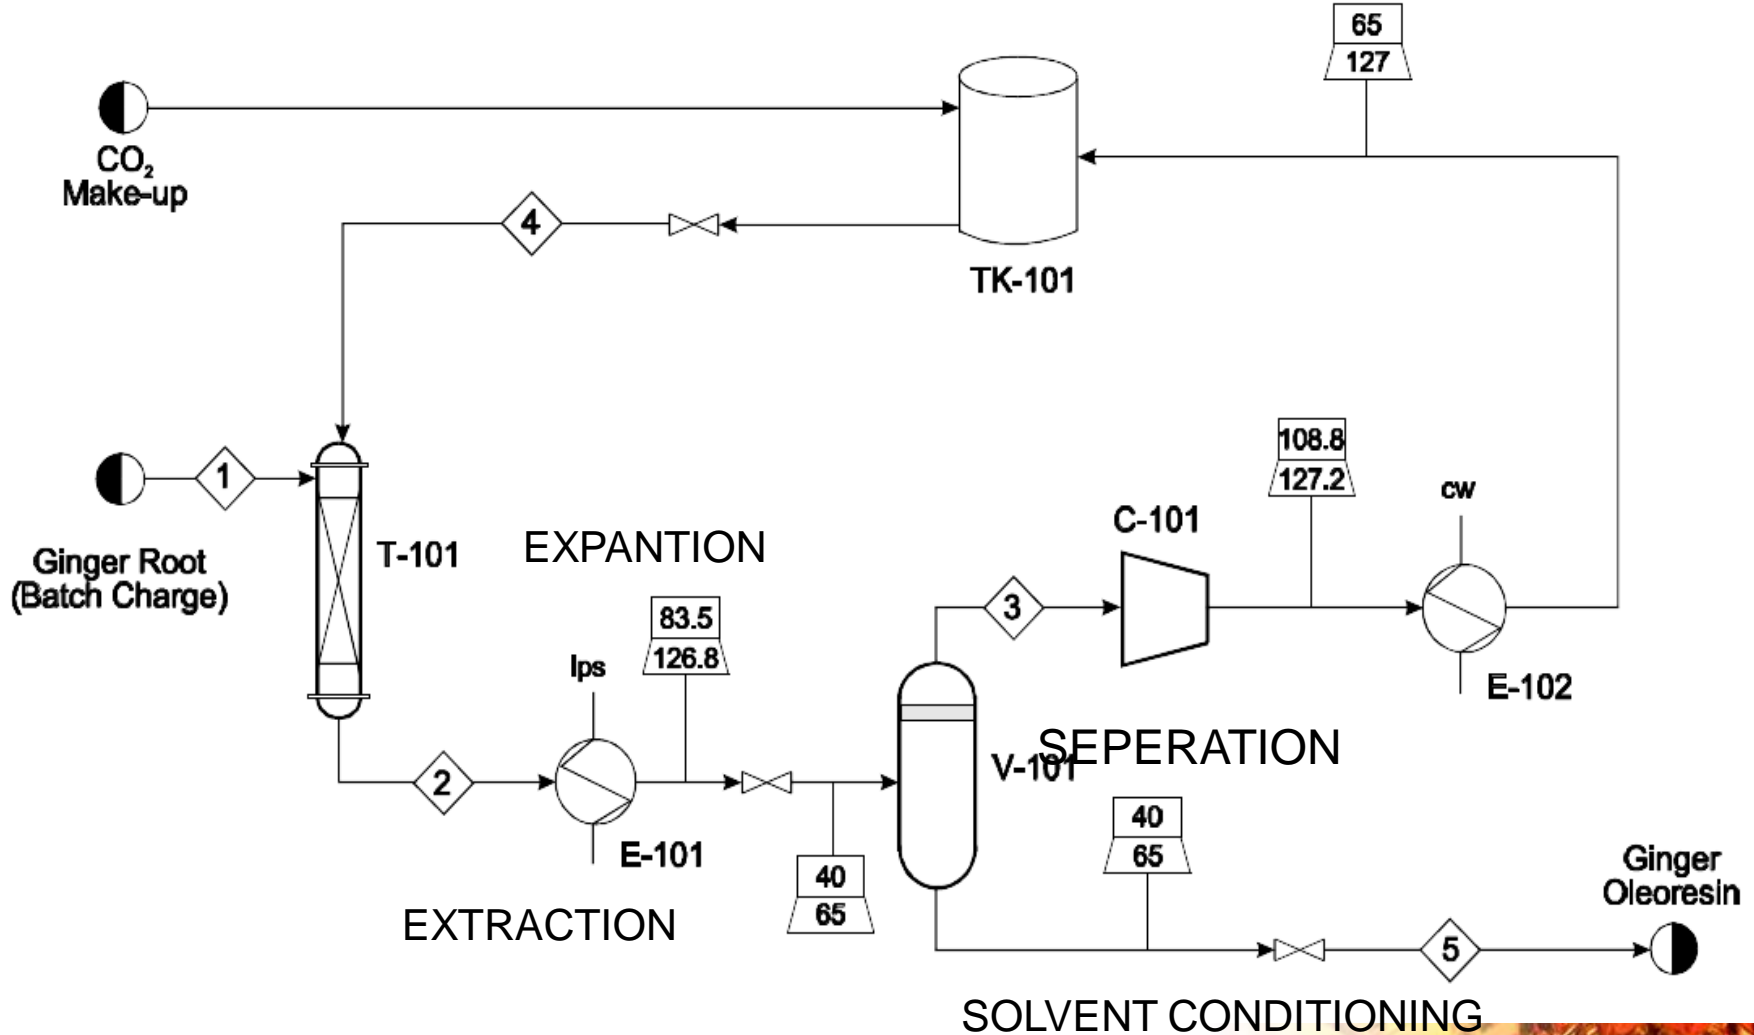 65
127
CO₂
Make-up
4
TK-101
1
Ginger Root
(Batch Charge)
T-101
EXPANTION
83.5
126.8
lps
2
E-101
EXTRACTION
40
65
3
C-101
108.8
127.2
cw
E-102
SEPERATION
V-101
40
65
Ginger
Oleoresin
5
SOLVENT CONDITIONING